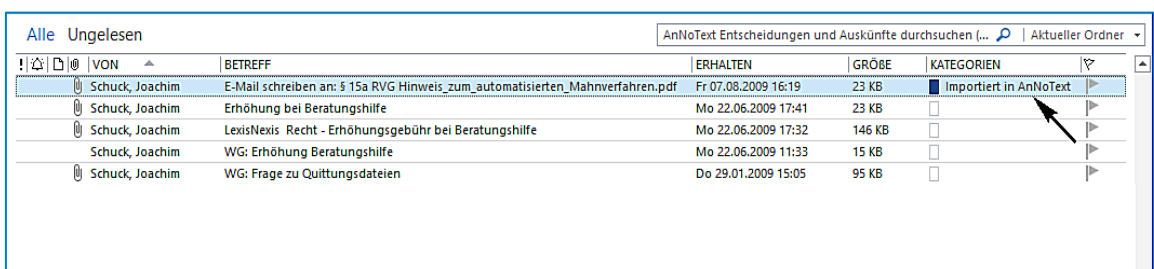 Alle Ungelesen
AnNoText Entscheidungen und Auskünfte durchsuchen (... Aktueller Ordner
! VON BETREFF ERHALTEN GRÖßE KATEGORIEN
Schuck, Joachim E-Mail schreiben an: § 15a RVG Hinweis_zum_automatisierten_Mahnverfahren.pdf Fr 07.08.2009 16:19 23 KB Importiert in AnNoText
Schuck, Joachim Erhöhung bei Beratungshilfe Mo 22.06.2009 17:41 23 KB
Schuck, Joachim LexisNexis Recht - Erhöhungsgebühr bei Beratungshilfe Mo 22.06.2009 17:32 146 KB
Schuck, Joachim WG: Erhöhung Beratungshilfe Mo 22.06.2009 11:33 15 KB
Schuck, Joachim WG: Frage zu Quittungsdateien Do 29.01.2009 15:05 95 KB